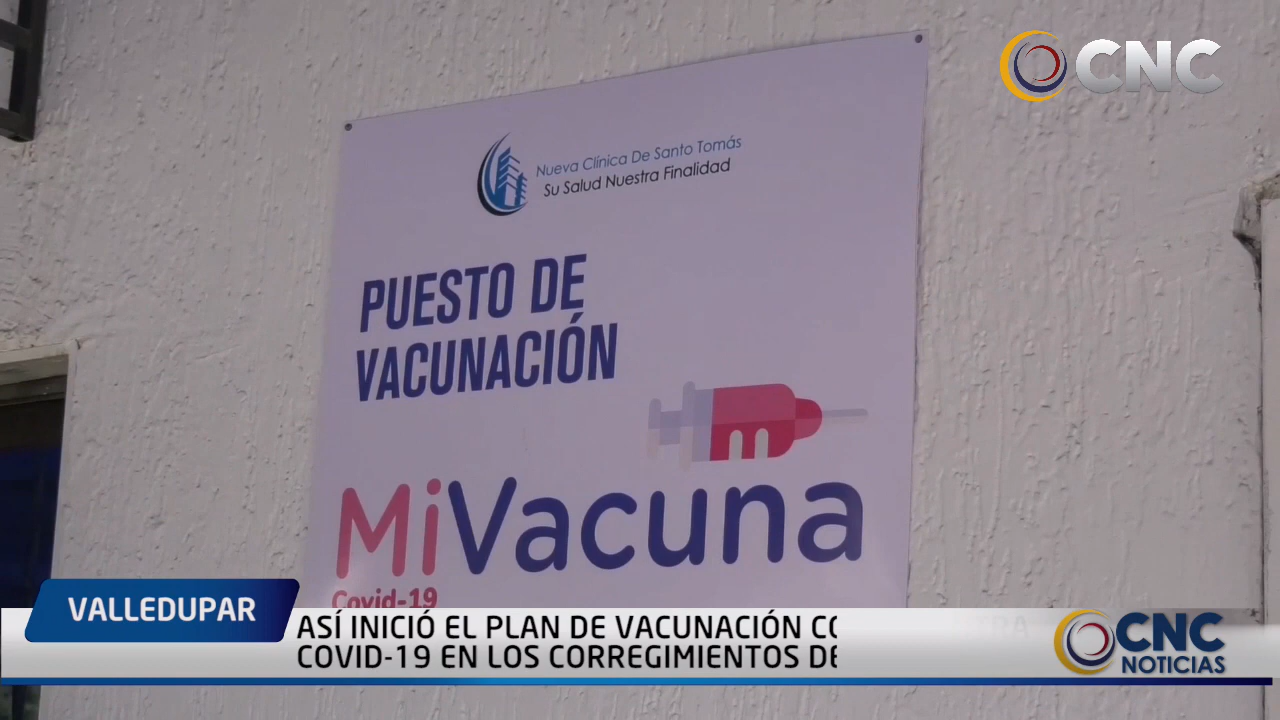 CNC
Nueva Clínica De Santo Tomás
Su Salud Nuestra Finalidad
PUESTO DE
VACUNACIÓN
m
MiVacuna
Covid-19
VALLEDUPAR
ASÍ INICIÓ EL PLAN DE VACUNACIÓN
COVID-19 EN LOS CORREGIMIENTOS
CNC
NOTICIAS